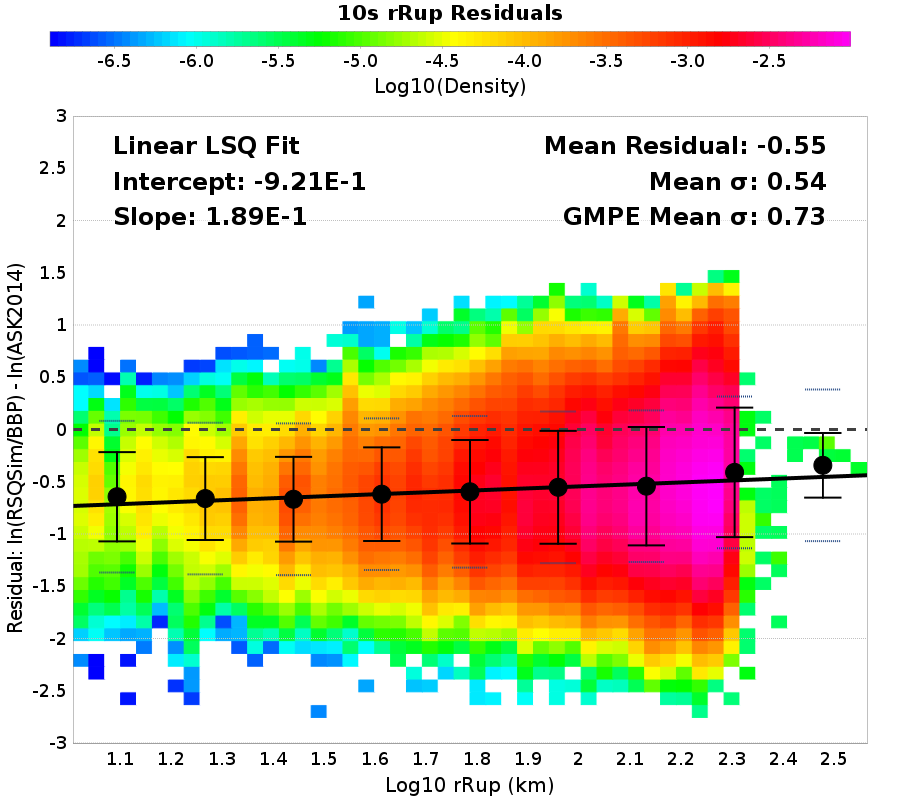 10s rRup Residuals
-6.5 -6.0 -5.5 -5.0 -4.5 -4.0 -3.5 -3.0 -2.5
Log10(Density)
Linear LSQ Fit
Intercept: -9.21E-1
Slope: 1.89E-1
Mean Residual: -0.55
Mean σ: 0.54
GMPE Mean σ: 0.73
Residual: ln(RSQSim/BBP) - ln(ASK2014)
3
2.5
2
1.5
1
0.5
0
-0.5
-1
-1.5
-2
-2.5
-3
1.1 1.2 1.3 1.4 1.5 1.6 1.7 1.8 1.9 2 2.1 2.2 2.3 2.4 2.5
Log10 rRup (km)